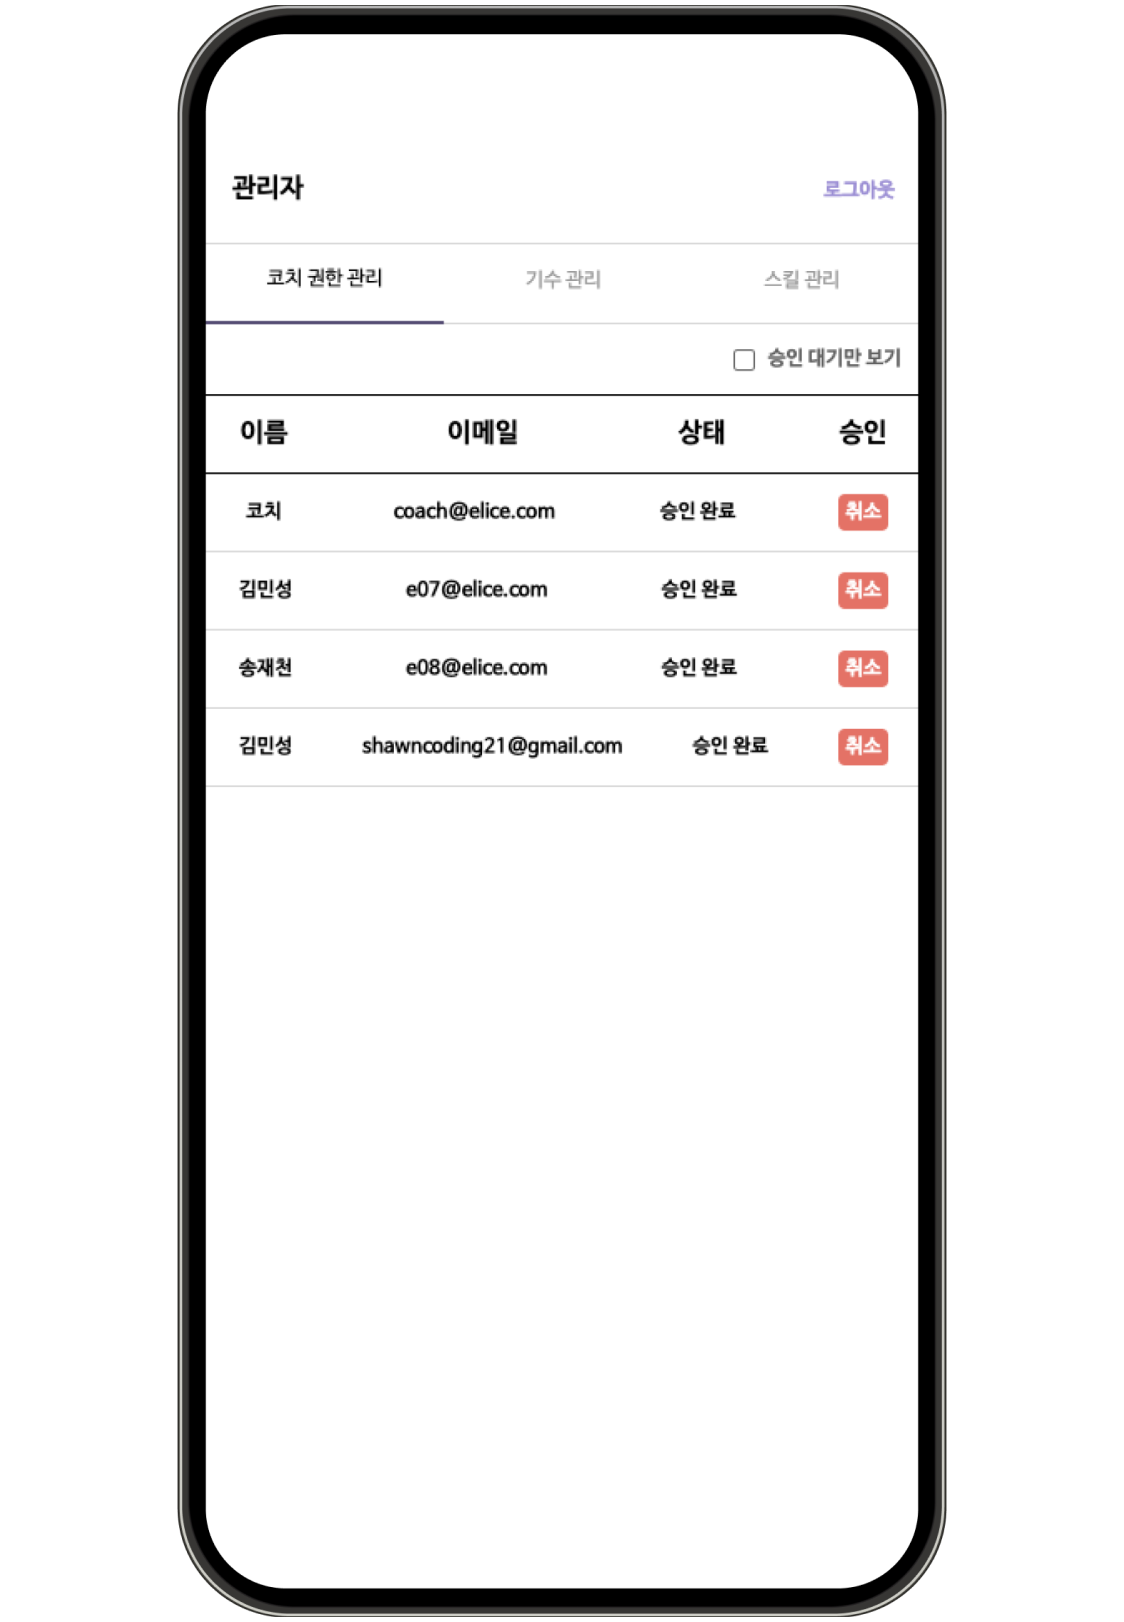 관리자 로그아웃
코치 권한 관리 기수 관리 스킬 관리
승인 대기만 보기
이름 이메일 상태 승인
코치 coach@elice.com 승인 완료 취소
김민성 e07@elice.com 승인 완료 취소
송재천 e08@elice.com 승인 완료 취소
김민성 shawncoding21@gmail.com 승인 완료 취소